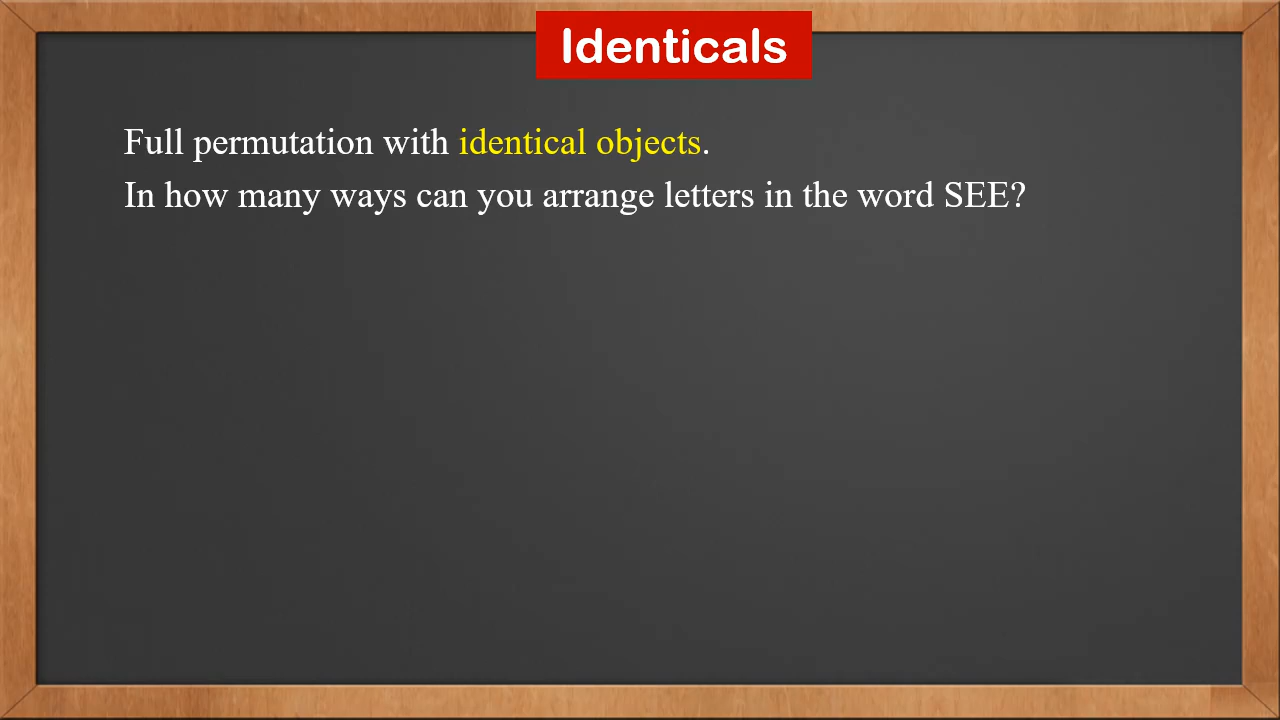 Identicals
Full permutation with identical objects.
In how many ways can you arrange letters in the word SEE?